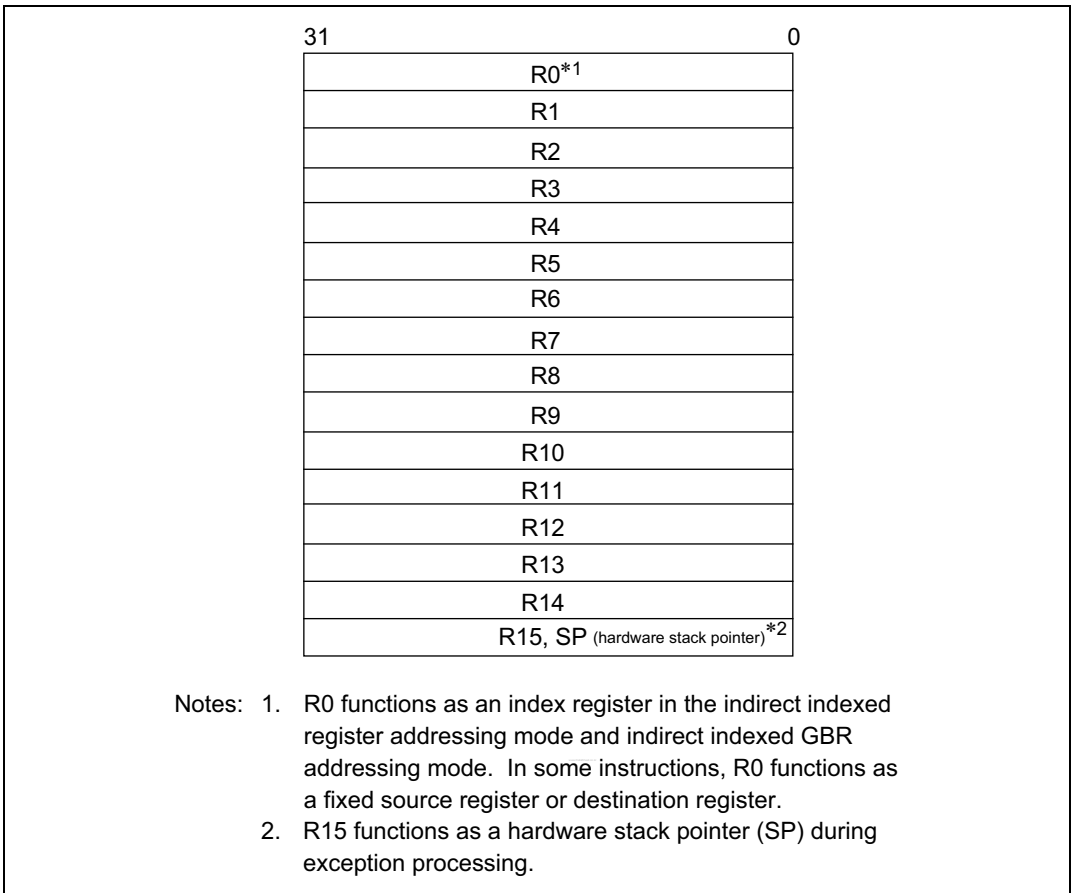 31 0
R0*1
R1
R2
R3
R4
R5
R6
R7
R8
R9
R10
R11
R12
R13
R14
R15, SP (hardware stack pointer)*2
Notes: 1. R0 functions as an index register in the indirect indexed
register addressing mode and indirect indexed GBR
addressing mode. In some instructions, R0 functions as
a fixed source register or destination register.
2. R15 functions as a hardware stack pointer (SP) during
exception processing.